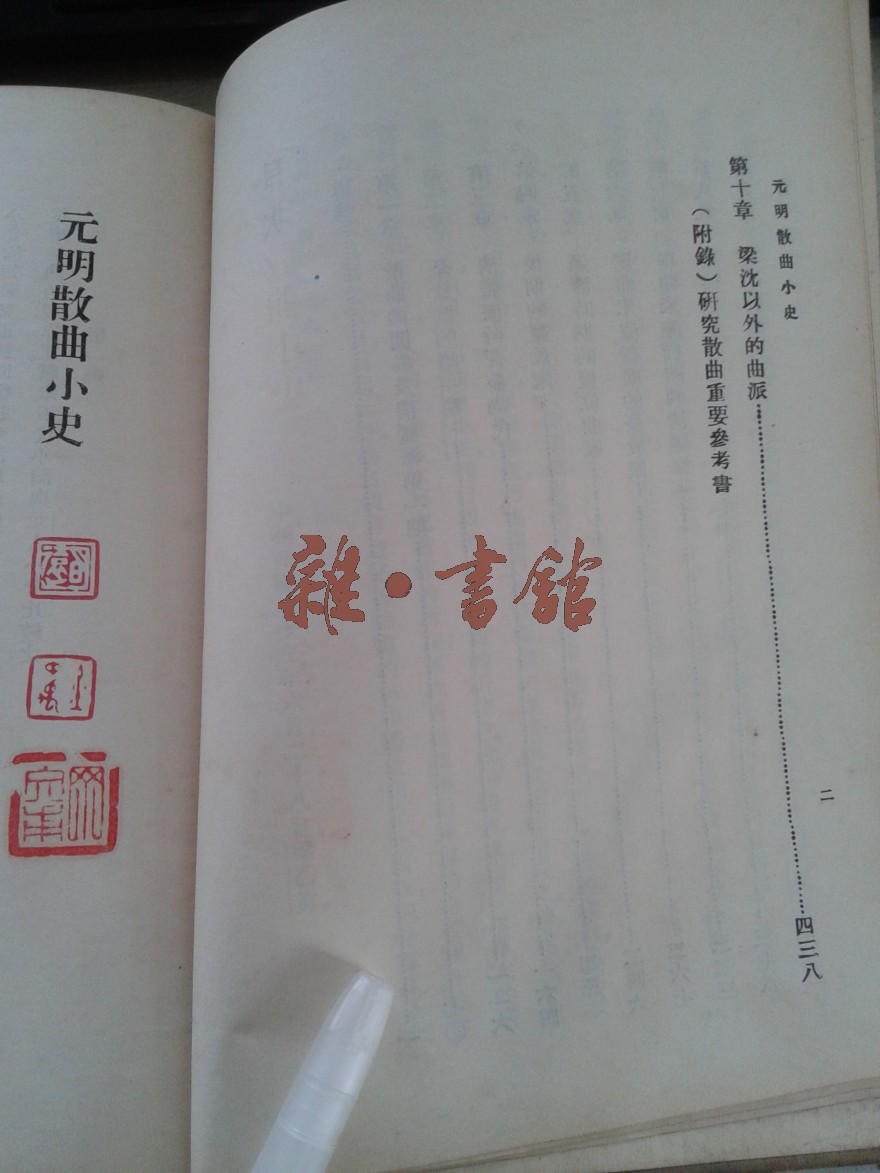 元明散曲小史
第十章　梁沈以外的曲派……四三八
（附錄）研究散曲重要參考書
二
元明散曲小史
雜•書館